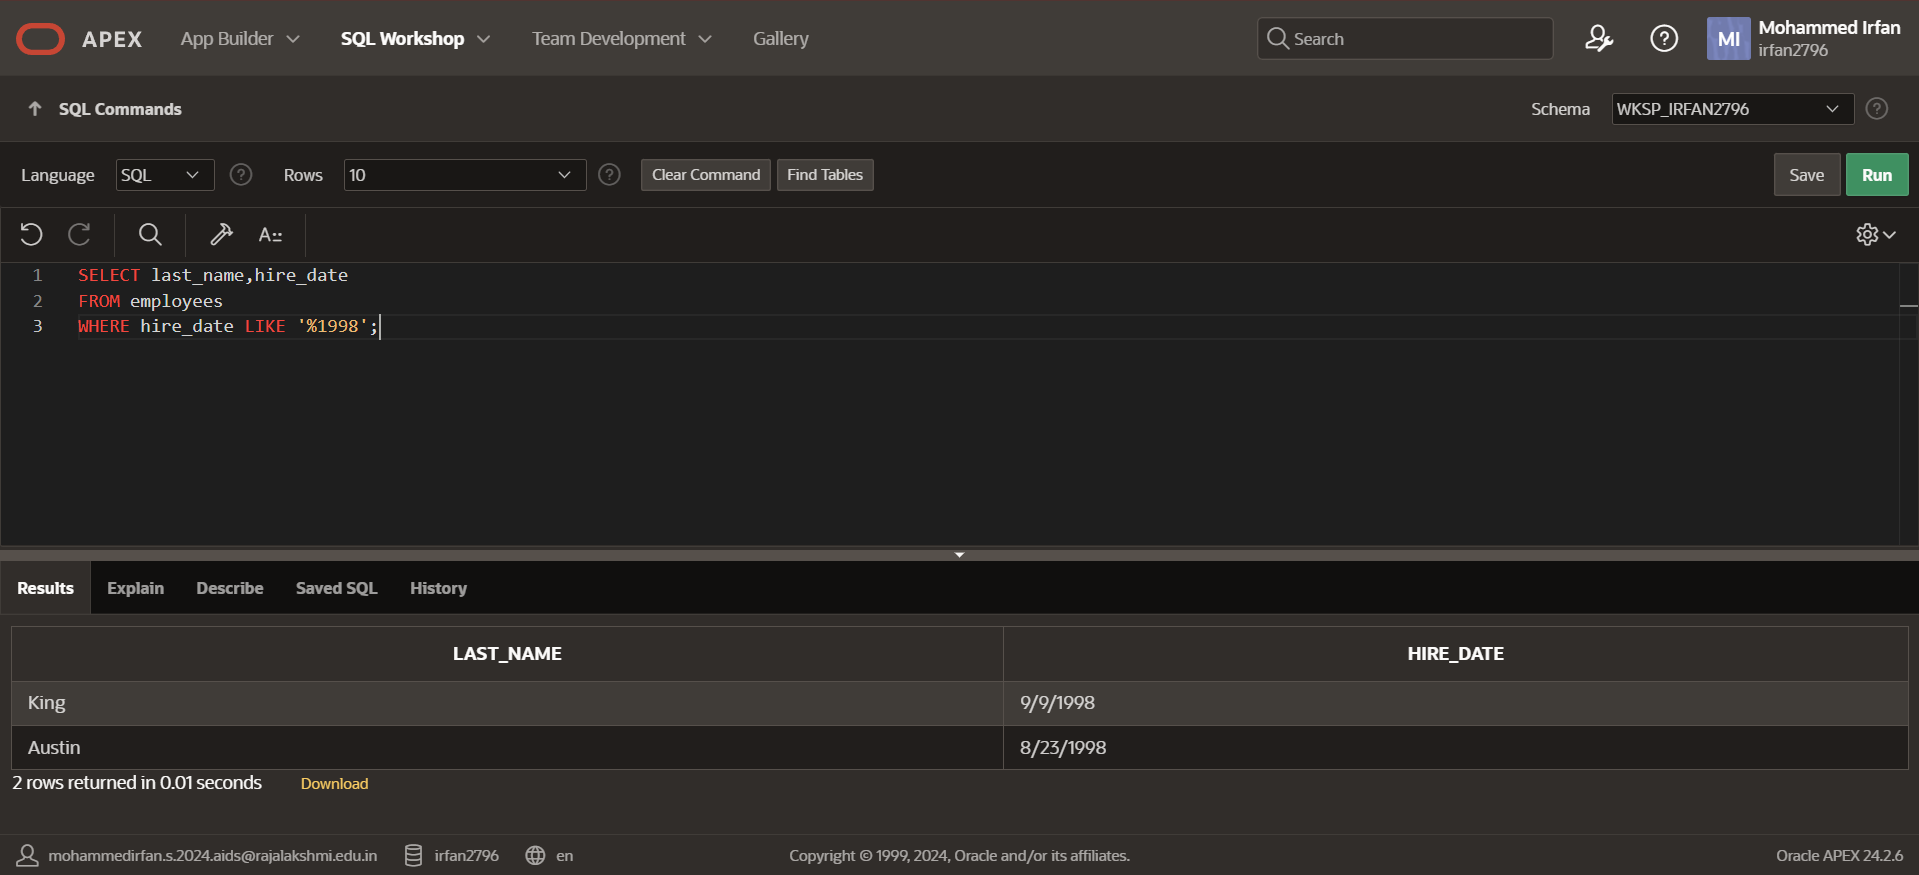 APEX App Builder SQL Workshop Team Development Gallery Search Mohammed Irfan
MI irfan2796
SQL Commands Schema WKSP_IRFAN2796
Language SQL Rows 10 Clear Command Find Tables Save Run
A::
1 SELECT last_name,hire_date
2 FROM employees
3 WHERE hire_date LIKE '%1998';
Results Explain Describe Saved SQL History
LAST_NAME HIRE_DATE
King 9/9/1998
Austin 8/23/1998
2 rows returned in 0.01 seconds Download
mohammedirfan.s.2024.aids@rajalakshmi.edu.in irfan2796 en Copyright © 1999, 2024, Oracle and/or its affiliates. Oracle APEX 24.2.6